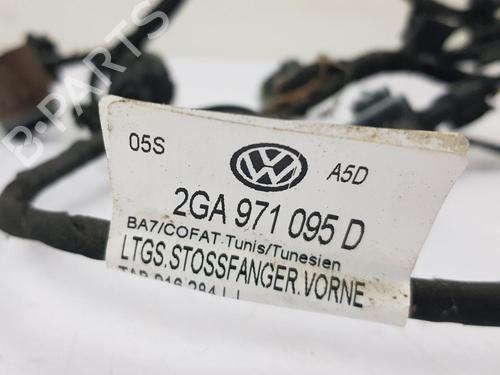 B-PARTS
05S
A5D
2GA 971 095 D
BA7/COFAT Tunis/Tunesien
LTGS.STOSSFANGER.VORNE